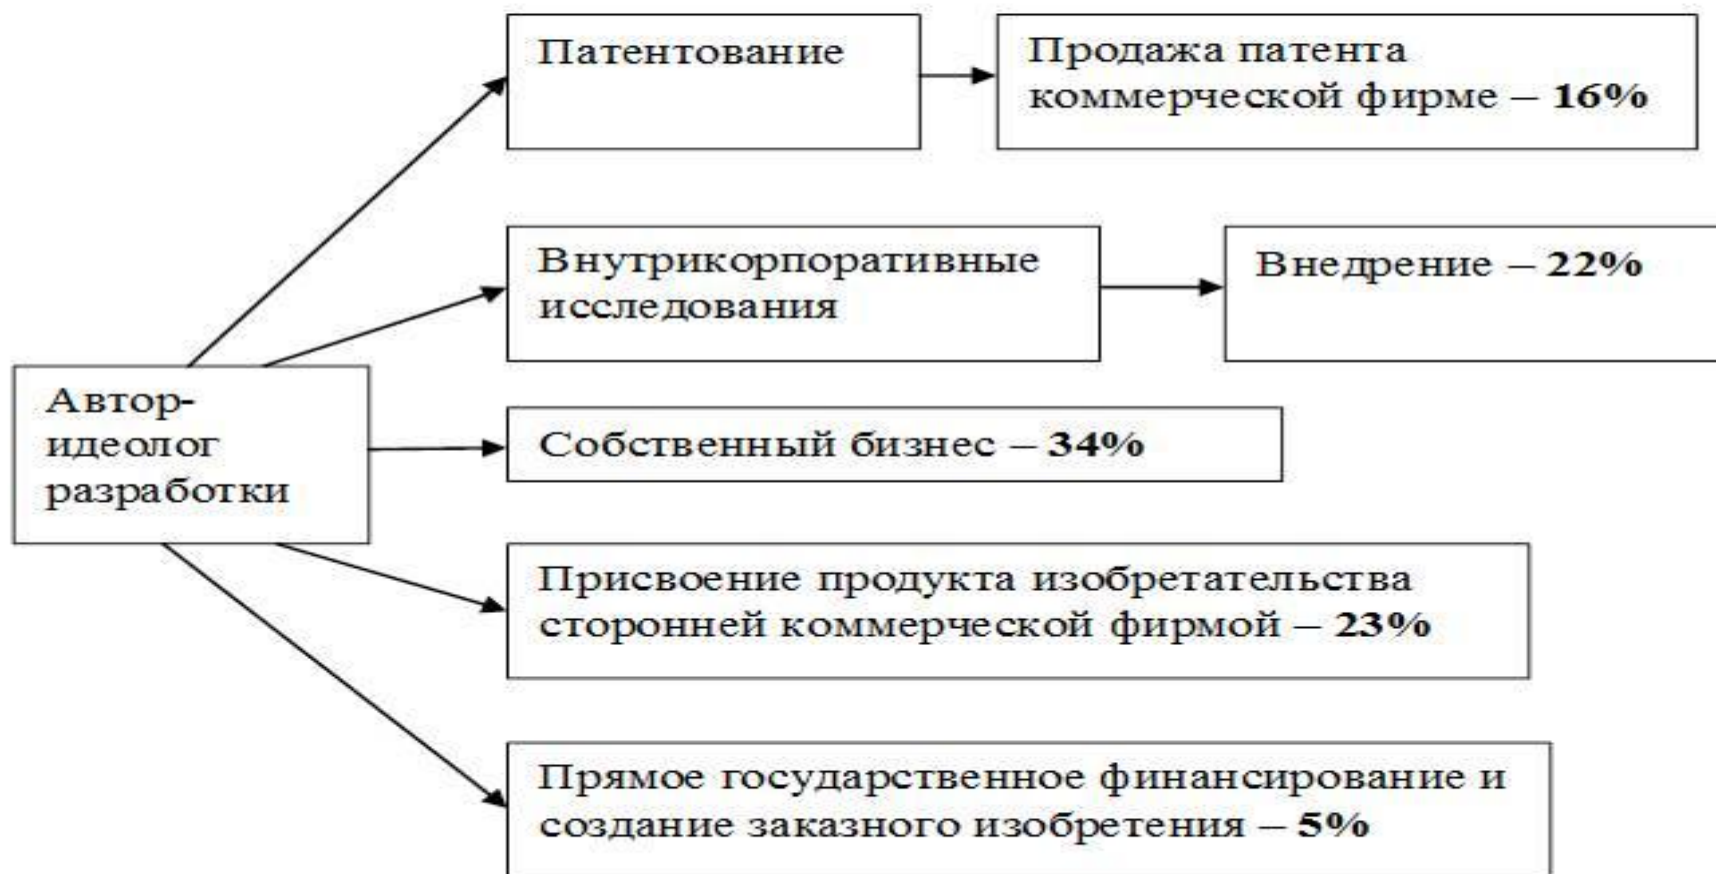 Патентование
Продажа патента
коммерческой фирме – 16%
Внутрикорпоративные
исследования
Внедрение – 22%
Автор-
идеолог
разработки
Собственный бизнес – 34%
Присвоение продукта изобретательства
сторонней коммерческой фирмой – 23%
Прямое государственное финансирование и
создание заказного изобретения – 5%